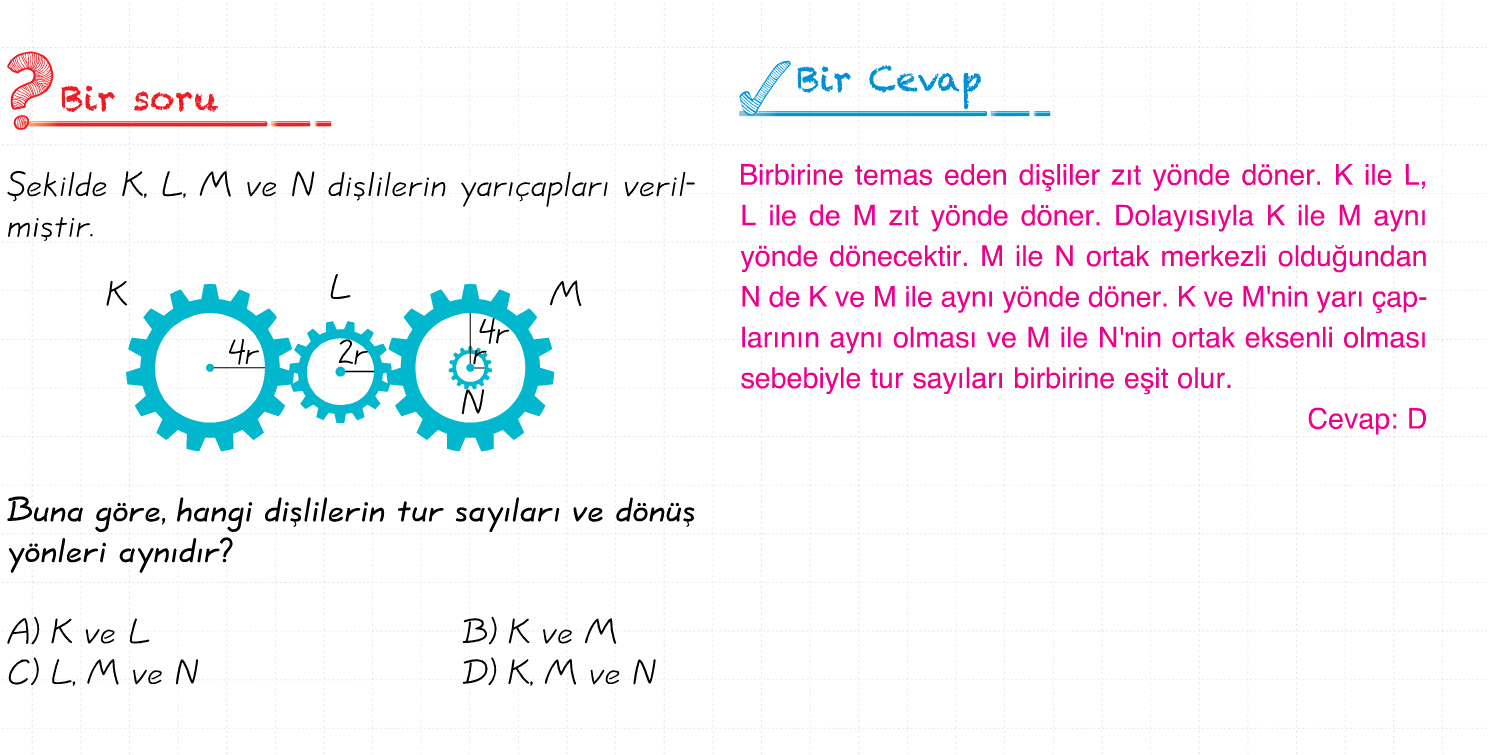 Bir soru
Şekilde K, L, M ve N dişlilerin yarıçapları veril-
miştir.
K
L
M
4r
2r
4r
r
N
Buna göre, hangi dişlilerin tur sayıları ve dönüş
yönleri aynıdır?
A) K ve L
B) K ve M
C) L, M ve N
D) K, M ve N
Bir Cevap
Birbirine temas eden dişliler zıt yönde döner. K ile L,
L ile de M zıt yönde döner. Dolayısıyla K ile M aynı
yönde dönecektir. M ile N ortak merkezli olduğundan
N de K ve M ile aynı yönde döner. K ve M'nin yarı çap-
larının aynı olması ve M ile N'nin ortak eksenli olması
sebebiyle tur sayıları birbirine eşit olur.
Cevap: D